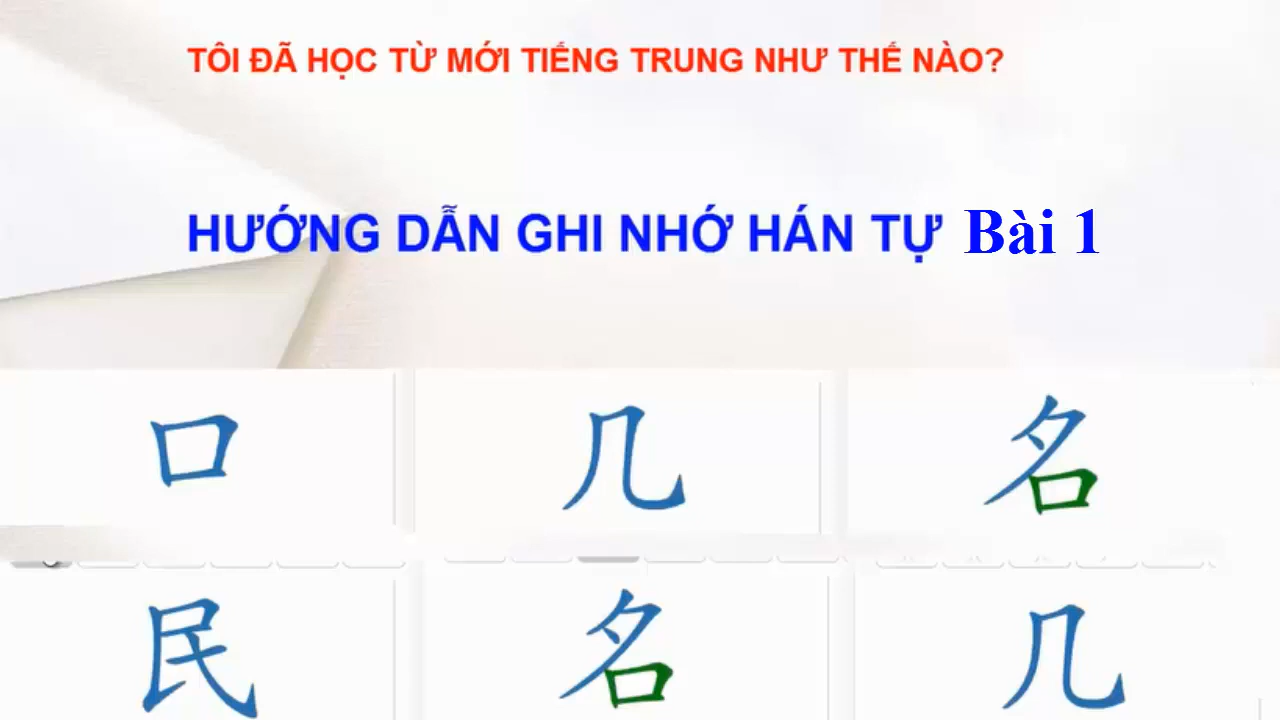 TÔI ĐÃ HỌC TỪ MỚI TIẾNG TRUNG NHƯ THẾ NÀO?
HƯỚNG DẪN GHI NHỚ HÁN TỰ Bài 1
口 几 名
民 名 几